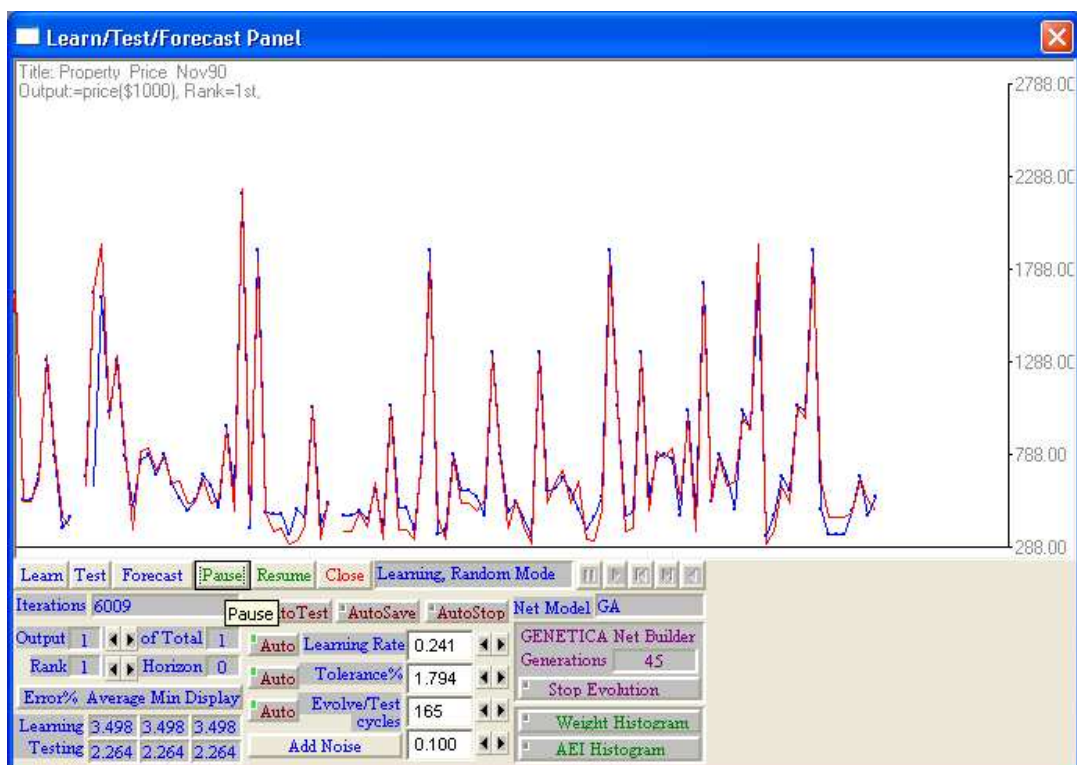 Learn/Test/Forecast Panel
Title: Property Price Nov90
Output:=price($1000), Rank=1st,
2788.00
2288.00
1788.00
1288.00
788.00
288.00
Learn Test Forecast Pause Resume Close Learning, Random Mode
Iterations 6009 Pause toTest AutoSave AutoStop Net Model GA
Output 1 of Total 1 Auto Learning Rate 0.241 GENETICA Net Builder
Rank 1 Horizon 0 Auto Tolerance% 1.794 Generations 45
Error% Average Min Display Auto Evolve/Test cycles 165 Stop Evolution
Learning 3.498 3.498 3.498 Weight Histogram
Testing 2.264 2.264 2.264 Add Noise 0.100 AEI Histogram